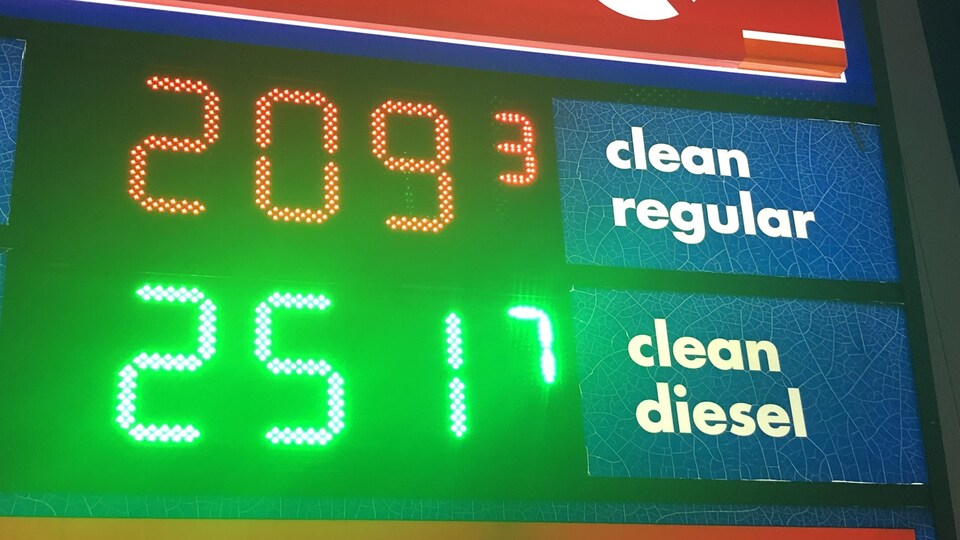 209 3 clean
regular
251 7 clean
diesel